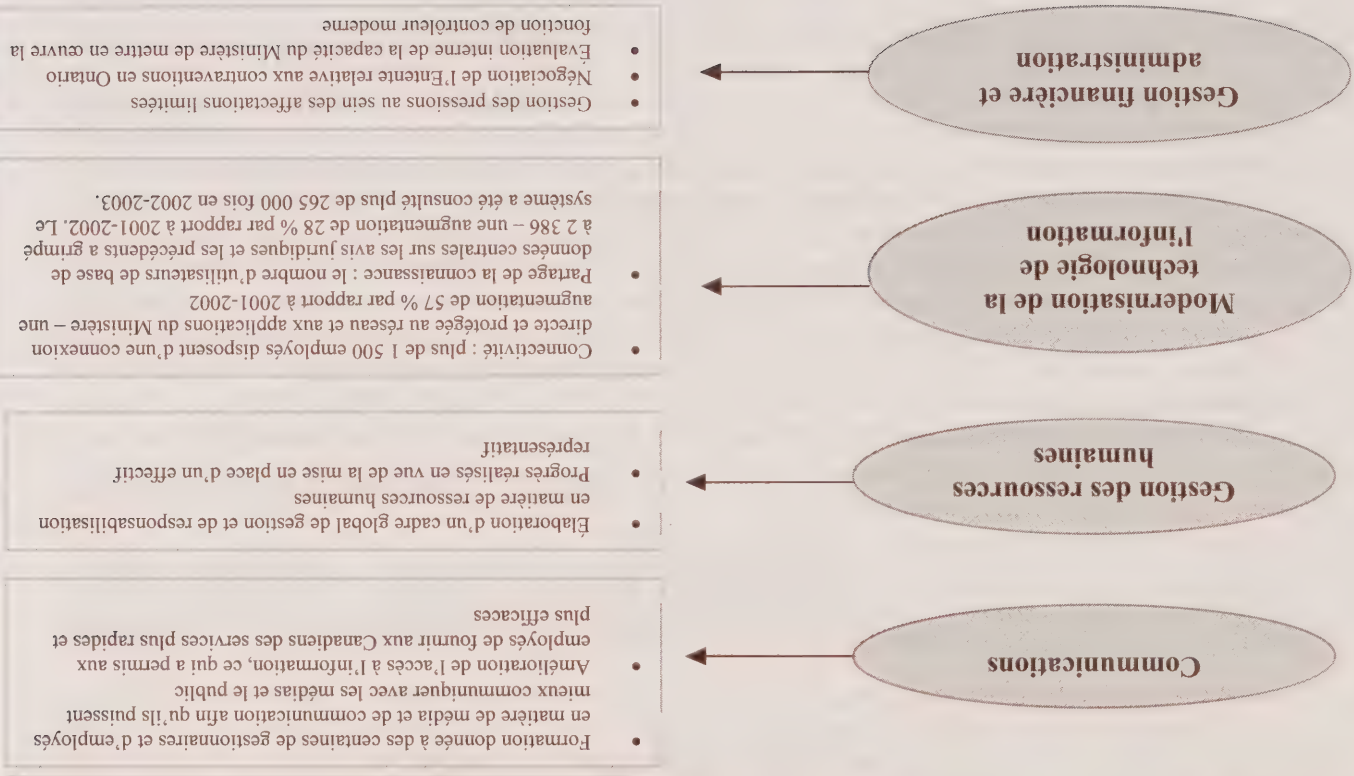 Communications
• Formation donnée à des centaines de gestionnaires et d'employés
en matière de média et de communication afin qu'ils puissent
mieux communiquer avec les médias et le public
• Amélioration de l'accès à l'information, ce qui a permis aux
employés de fournir aux Canadiens des services plus rapides et
plus efficaces
Gestion des ressources
humaines
• Élaboration d'un cadre global de gestion et de responsabilisation
en matière de ressources humaines
• Progrès réalisés en vue de la mise en place d'un effectif
représentatif
Modernisation de la
technologie de
l'information
• Connectivité : plus de 1 500 employés disposent d'une connexion
directe et protégée au réseau et aux applications du Ministère – une
augmentation de 57 % par rapport à 2001-2002
• Partage de la connaissance : le nombre d'utilisateurs de base de
données centrales sur les avis juridiques et les précédents a grimpé
à 2 386 – une augmentation de 28 % par rapport à 2001-2002. Le
système a été consulté plus de 265 000 fois en 2002-2003.
Gestion financière et
administration
• Gestion des pressions au sein des affectations limitées
• Négociation de l'Entente relative aux contraventions en Ontario
• Évaluation interne de la capacité du Ministère de mettre en œuvre la
fonction de contrôleur moderne